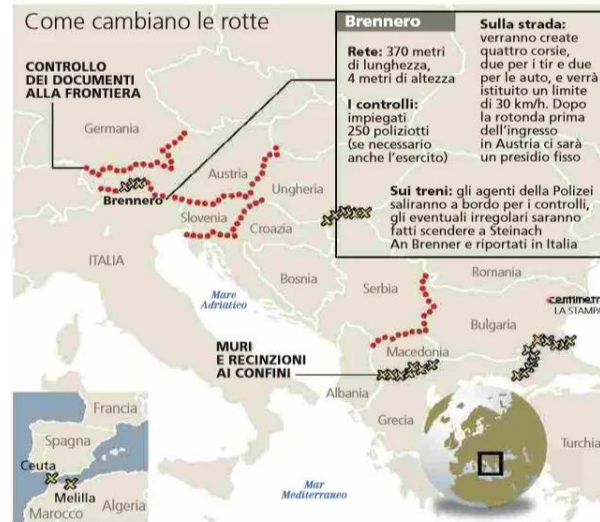 Come cambiano le rotte
CONTROLLO
DEI DOCUMENTI
ALLA FRONTIERA
Brennero
Rete: 370 metri
di lunghezza,
4 metri di altezza
I controlli:
impiegati
250 poliziotti
(se necessario
anche l'esercito)
Sulla strada:
verranno create
quattro corsie,
due per i tir e due
per le auto, e verrà
istituito un limite
di 30 km/h. Dopo
la rotonda prima
dell'ingresso
in Austria ci sarà
un presidio fisso
Sui treni: gli agenti della Polizei
saliranno a bordo per i controlli,
gli eventuali irregolari saranno
fatti scendere a Steinach
An Brenner e riportati in Italia
Germania
Austria
Ungheria
Brennero
Slovenia
Croazia
ITALIA
Bosnia
Serbia
Romania
Mare
Adriatico
centimetri
LA STAMPA
Bulgaria
MURI
E RECINZIONI
AI CONFINI
Macedonia
Albania
Grecia
Turchia
Mar
Mediterraneo
Francia
Spagna
Ceuta
Melilla
Marocco
Algeria